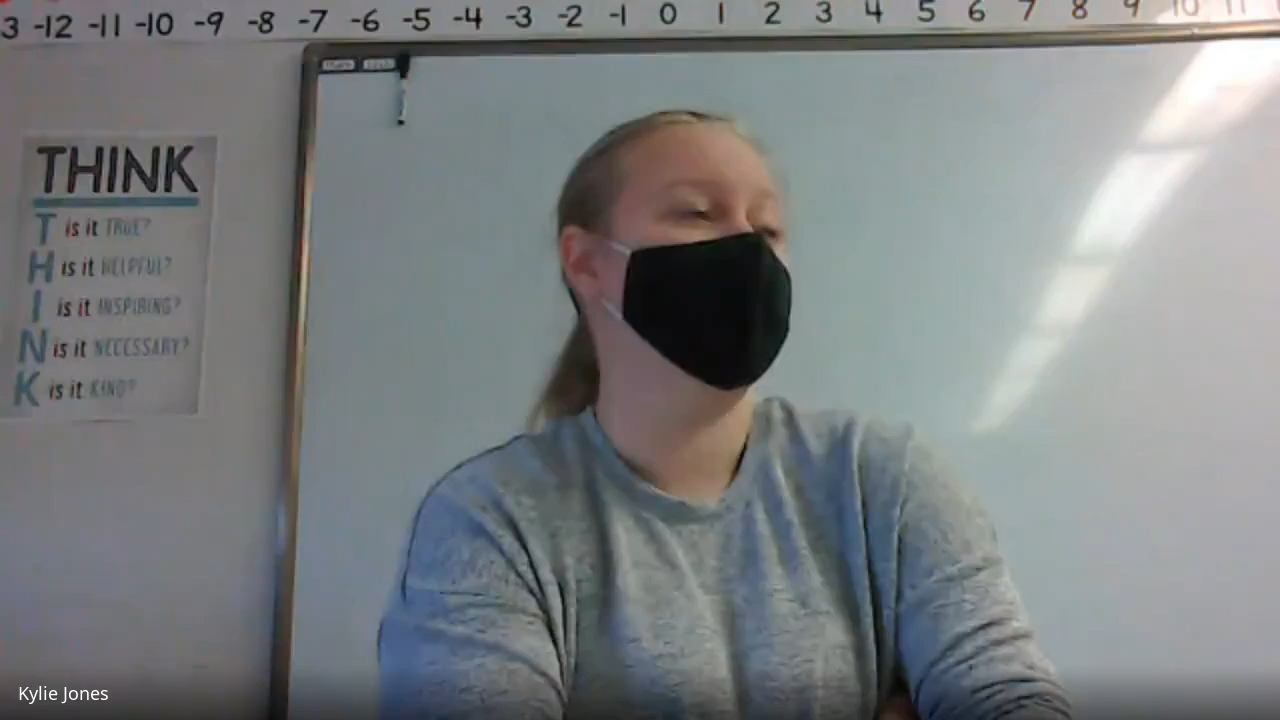 3 -12 -11 -10 -9 -8 -7 -6 -5 -4 -3 -2 -1 0 1 2 3 4 5 6 7 8 9 10 11
THINK
T is it TRUE?
H is it HELPFUL?
I is it INSPIRING?
N is it NECESSARY?
K is it KIND?
Kylie Jones